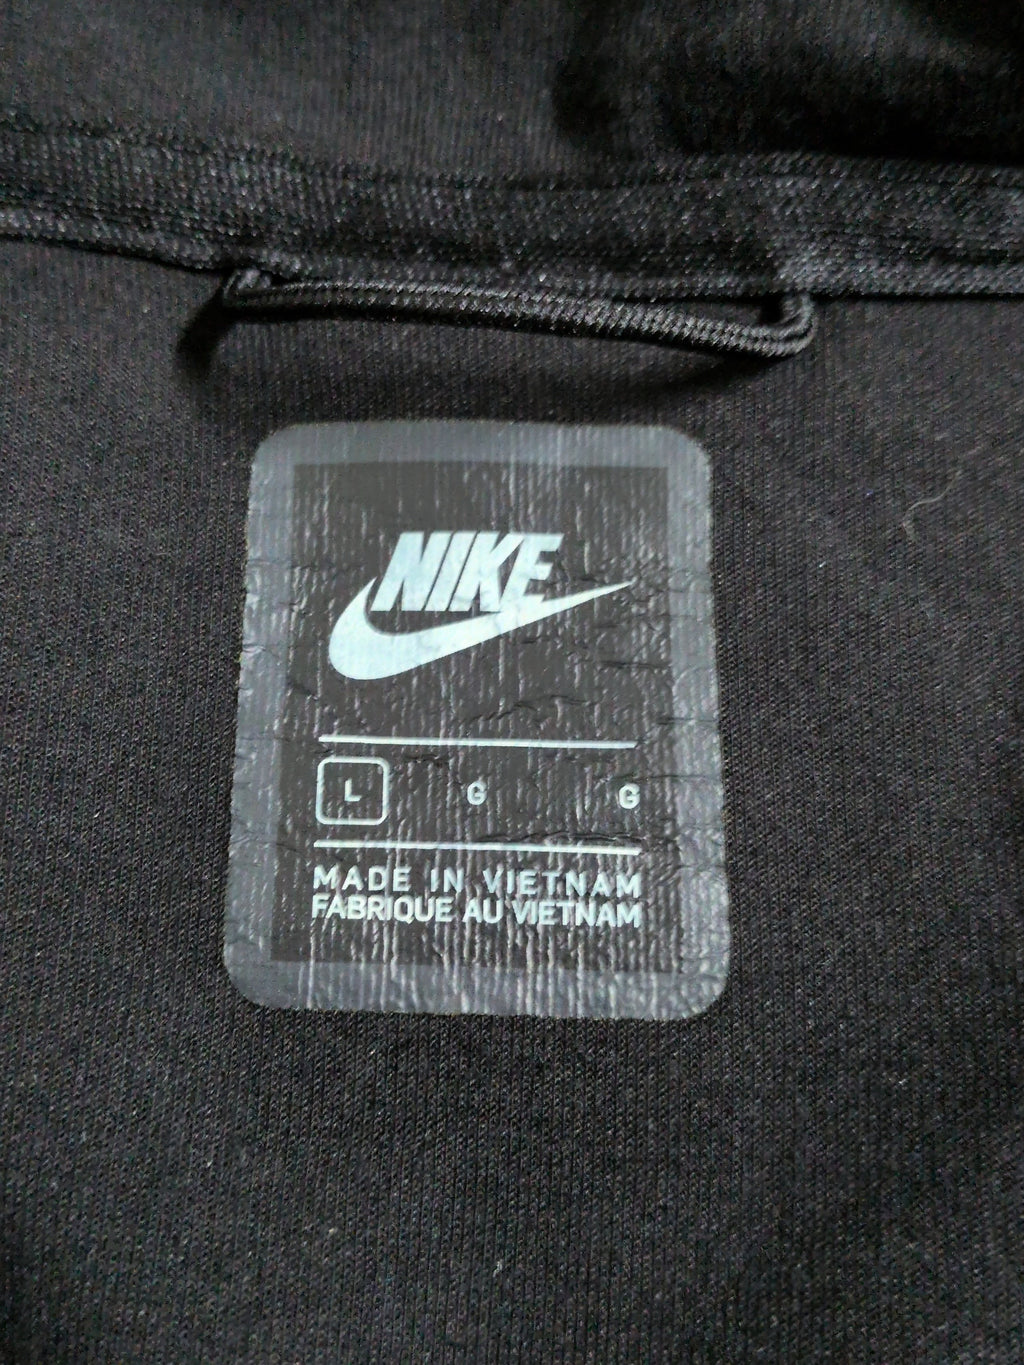 NIKE
L G G
MADE IN VIETNAM
FABRIQUE AU VIETNAM